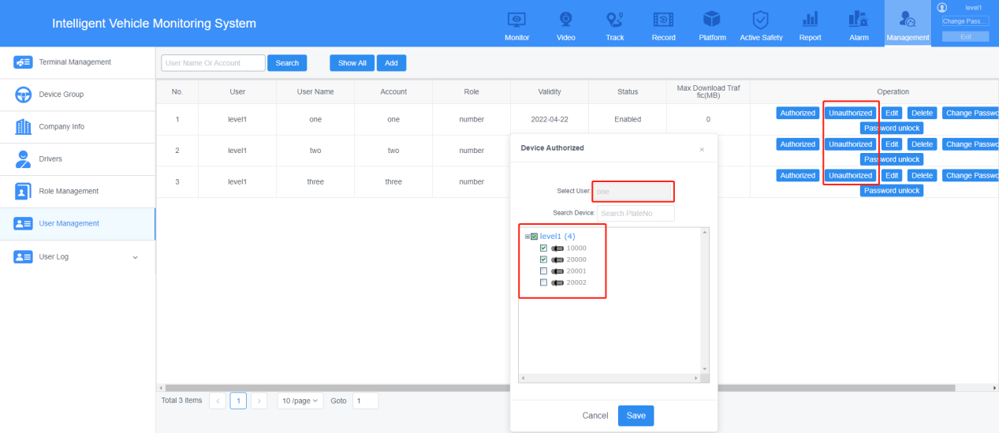 Intelligent Vehicle Monitoring System
Monitor
Video
Track
Record
Platform
Active Safety
Report
Alarm
Management
level1
Change Pass...
Exit
Terminal Management
Device Group
Company Info
Drivers
Role Management
User Management
User Log
User Name Or Account
Search
Show All
Add
No. User User Name Account Role Validity Status Max Download Traf Operation
fic(MB)
1 level1 one one number 2022-04-22 Enabled 0 Authorized Unauthorized Edit Delete Change Passwo
Password unlock
2 level1 two two number Authorized Unauthorized Edit Delete Change Passwo
Password unlock
3 level1 three three number Authorized Unauthorized Edit Delete Change Passwo
Password unlock
Device Authorized
×
Select User: one
Search Device: Search PlateNo
level1 (4)
10000
20000
20001
20002
Cancel
Save
Total 3 items < 1 > 10 /page Goto 1